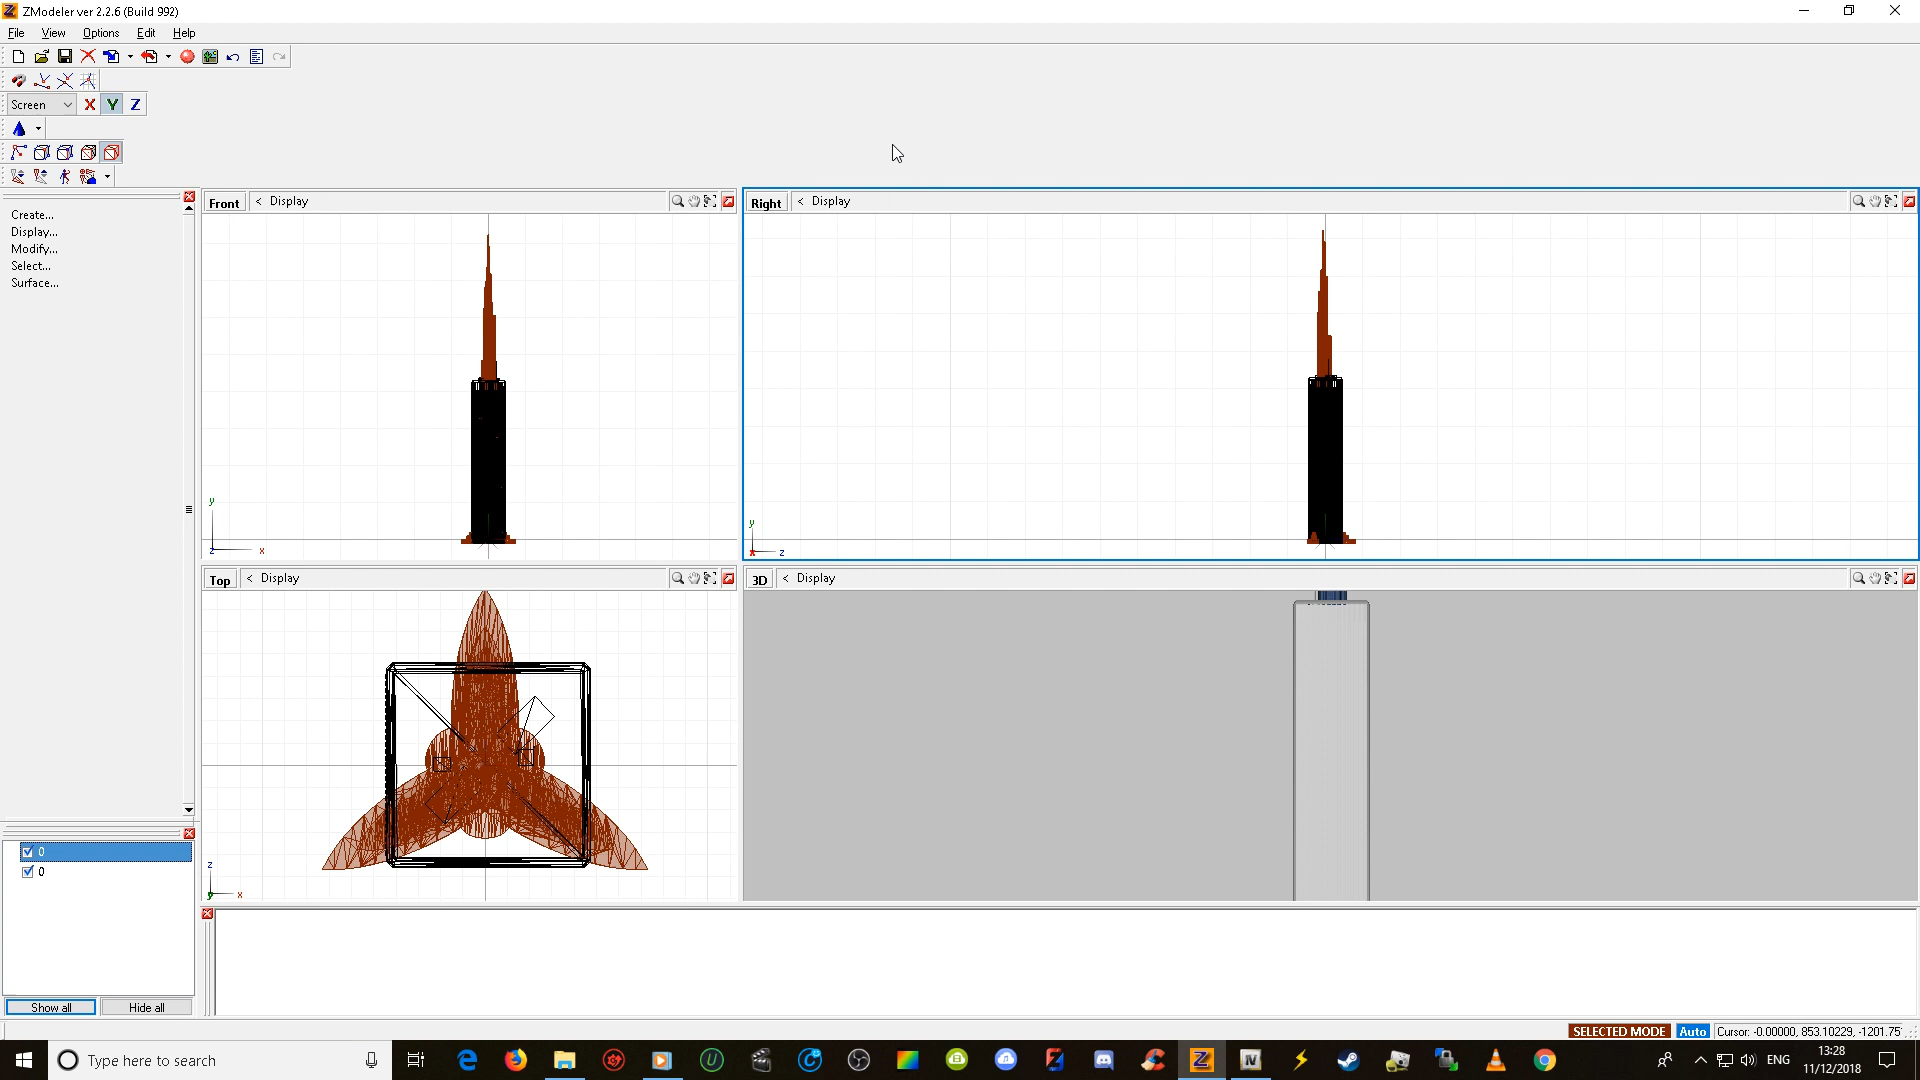 ZModeler ver 2.2.6 (Build 992)
File View Options Edit Help
Screen X Y Z
Create...
Display...
Modify...
Select...
Surface...
Front < Display
Right < Display
y
z x
y
x z
Top < Display
3D < Display
z
y x
0
0
Show all Hide all
SELECTED MODE Auto Cursor: -0.00000, 853.10229, -1201.75
Type here to search
ENG
13:28
11/12/2018